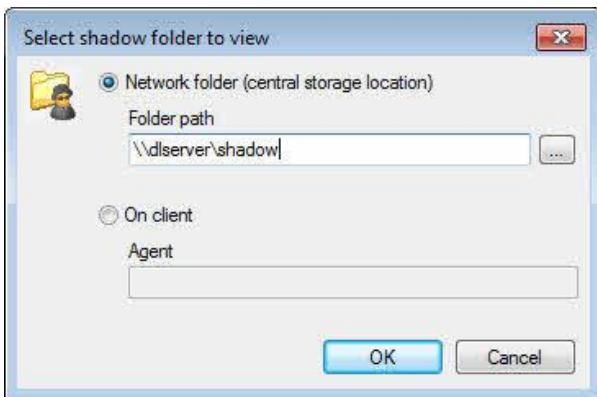 Select shadow folder to view
Network folder (central storage location)
Folder path
\\dlserver\shadow
...
On client
Agent
OK Cancel